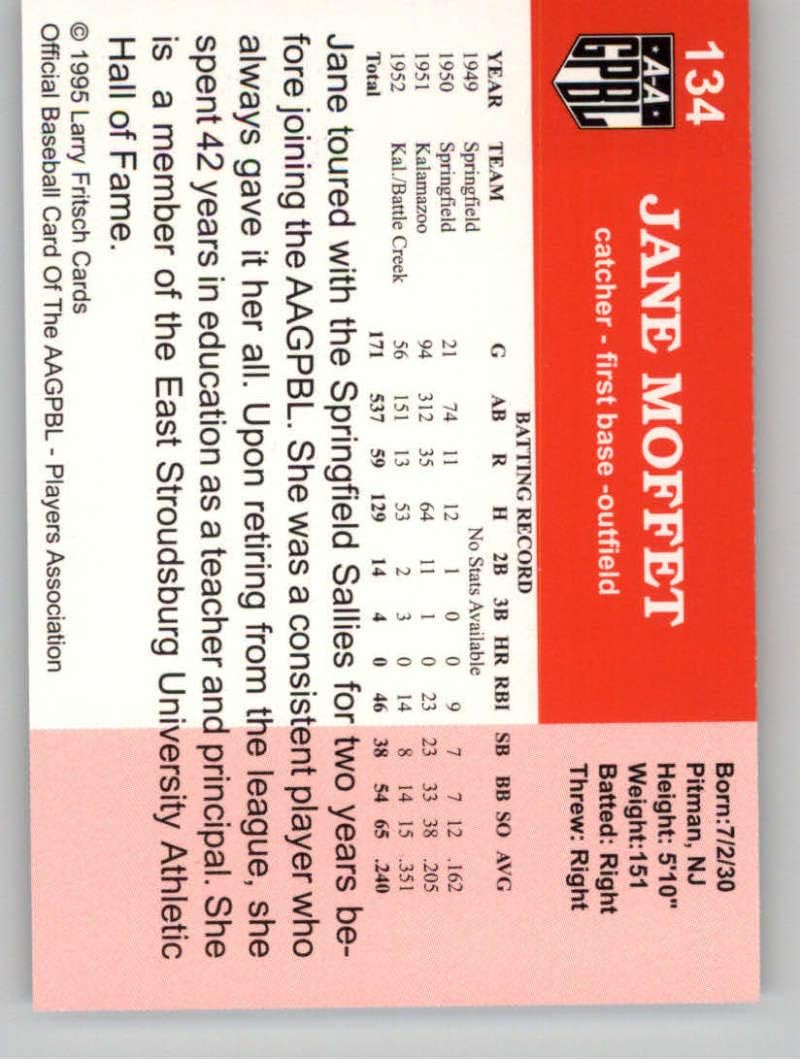 134
A-A
GPBL
JANE MOFFET
catcher - first base -outfield
Born:7/2/30
Pitman, NJ
Height: 5'10"
Weight:151
Batted: Right
Threw: Right
BATTING RECORD
YEAR TEAM G AB R H 2B 3B HR RBI SB BB SO AVG
1949 Springfield No Stats Available
1950 Springfield 21 74 11 12 1 0 0 9 7 7 12 .162
1951 Kalamazoo 94 312 35 64 11 1 0 23 23 33 38 .205
1952 Kal./Battle Creek 56 151 13 53 2 3 0 14 8 14 15 .351
Total 171 537 59 129 14 4 0 46 38 54 65 .240
Jane toured with the Springfield Sallies for two years be-
fore joining the AAGPBL. She was a consistent player who
always gave it her all. Upon retiring from the league, she
spent 42 years in education as a teacher and principal. She
is a member of the East Stroudsburg University Athletic
Hall of Fame.
© 1995 Larry Fritsch Cards
Official Baseball Card Of The AAGPBL - Players Association